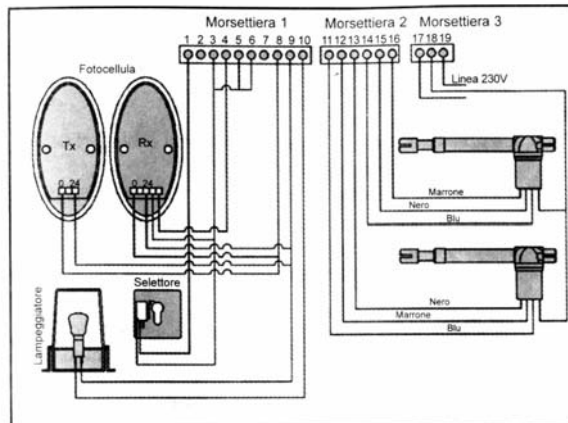 Morsettiera 1
Morsettiera 2
Morsettiera 3
1 2 3 4 5 6 7 8 9 10
11 12 13 14 15 16
17 18 19
Linea 230V
Fotocellula
Tx
Rx
0 24
0 24
Marrone
Nero
Blu
Selettore
Lampeggiatore
Nero
Marrone
Blu